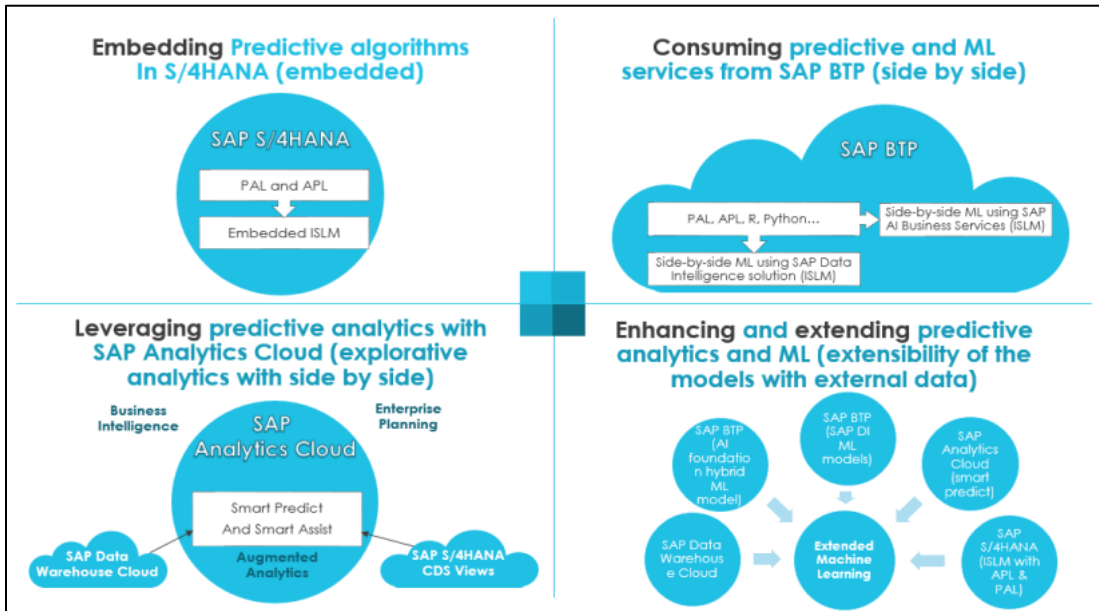 Embedding Predictive algorithms
In S/4HANA (embedded)
SAP S/4HANA
PAL and APL
Embedded ISLM
Consuming predictive and ML
services from SAP BTP (side by side)
SAP BTP
PAL, APL, R, Python...
Side-by-side ML using SAP
AI Business Services (ISLM)
Side-by-side ML using SAP Data
Intelligence solution (ISLM)
Leveraging predictive analytics with
SAP Analytics Cloud (explorative
analytics with side by side)
Business
Intelligence
Enterprise
Planning
SAP
Analytics Cloud
Smart Predict
And Smart Assist
Augmented
Analytics
SAP Data
Warehouse Cloud
SAP S/4HANA
CDS Views
Enhancing and extending predictive
analytics and ML (extensibility of the
models with external data)
SAP BTP
(AI
foundatio
n hybrid
ML
model)
SAP BTP
(SAP DI
ML
models)
SAP
Analytics
Cloud
(smart
predict)
SAP Data
Warehous
e Cloud
Extended
Machine
Learning
SAP
S/4HANA
(ISLM with
APL &
PAL)